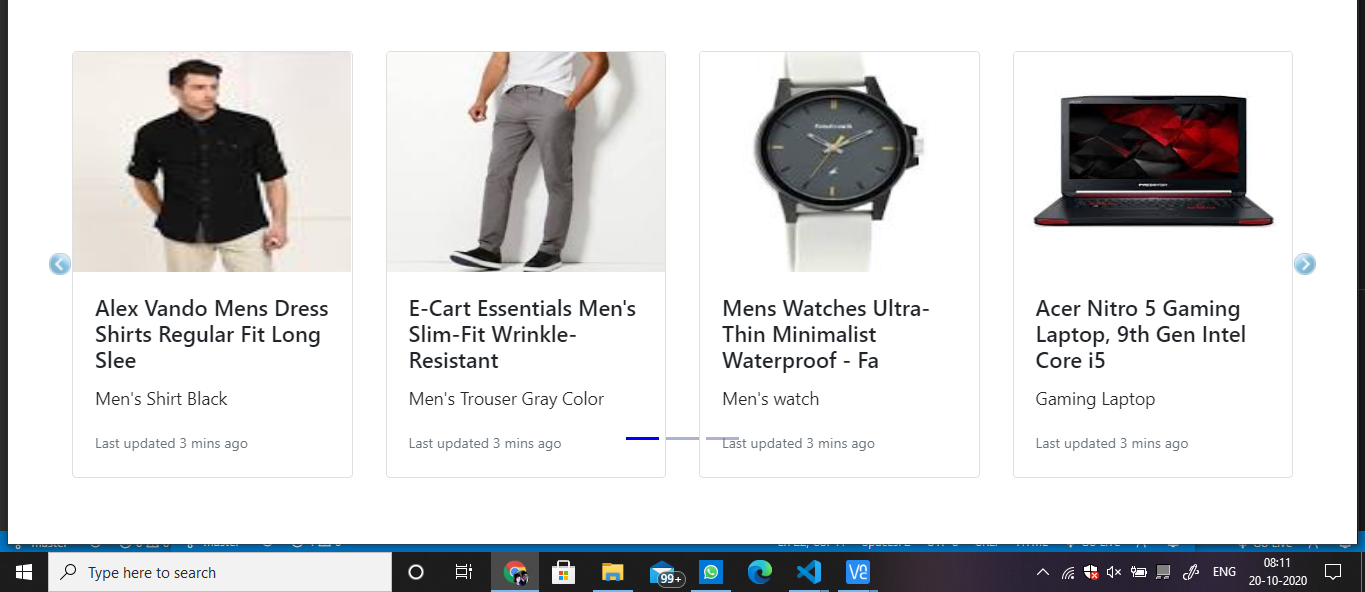 Alex Vando Mens Dress
Shirts Regular Fit Long
Slee
Men's Shirt Black
Last updated 3 mins ago
E-Cart Essentials Men's
Slim-Fit Wrinkle-
Resistant
Men's Trouser Gray Color
Last updated 3 mins ago
Mens Watches Ultra-
Thin Minimalist
Waterproof - Fa
Men's watch
Last updated 3 mins ago
PREDATOR
Acer Nitro 5 Gaming
Laptop, 9th Gen Intel
Core i5
Gaming Laptop
Last updated 3 mins ago
Type here to search
99+
ENG
08:11
20-10-2020